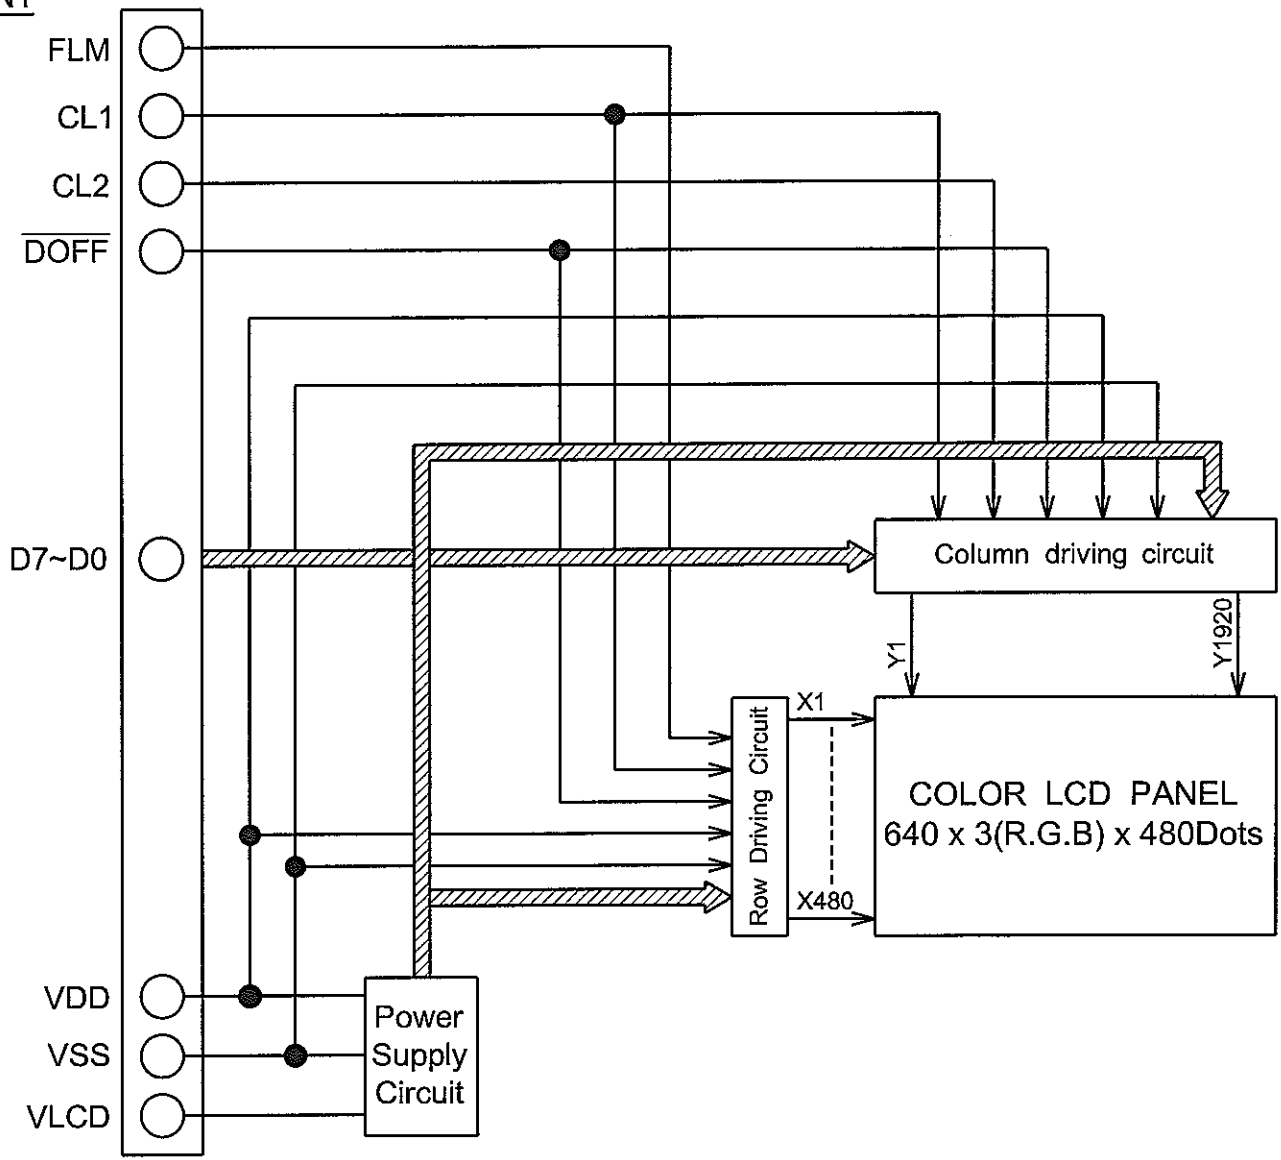 FLM
CL1
CL2
DOFF
D7~D0
Column driving circuit
Y1
Y1920
X1
Row Driving Circuit
COLOR LCD PANEL
640 x 3(R.G.B) x 480Dots
X480
VDD
VSS
VLCD
Power
Supply
Circuit